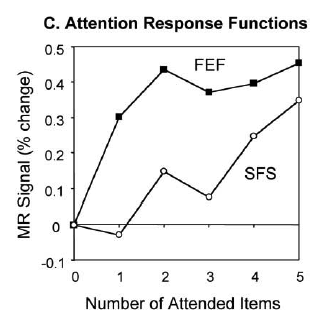 C. Attention Response Functions
0.5
0.4
0.3
0.2
0.1
0
-0.1
MR Signal (% change)
FEF
SFS
0 1 2 3 4 5
Number of Attended Items